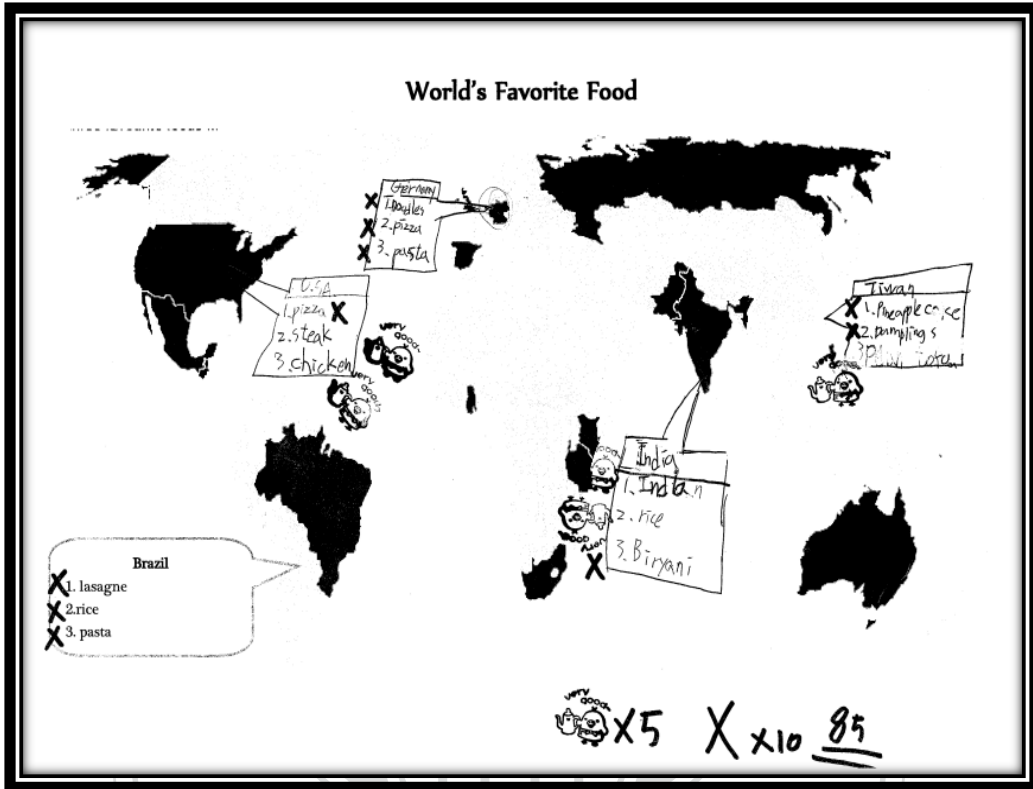 World's Favorite Food
Germany
1. noodles
2. pizza
3. pasta
U.S.A
1. pizza X
2. steak
3. chicken
very good
very good
Tiwan
1. Pineapple
2. Dumplings
very
India
1. Indian
2. rice
3. Biryani
good
good very
X
Brazil
X 1. lasagne
X 2.rice
X 3. pasta
very good X5 X X10 85